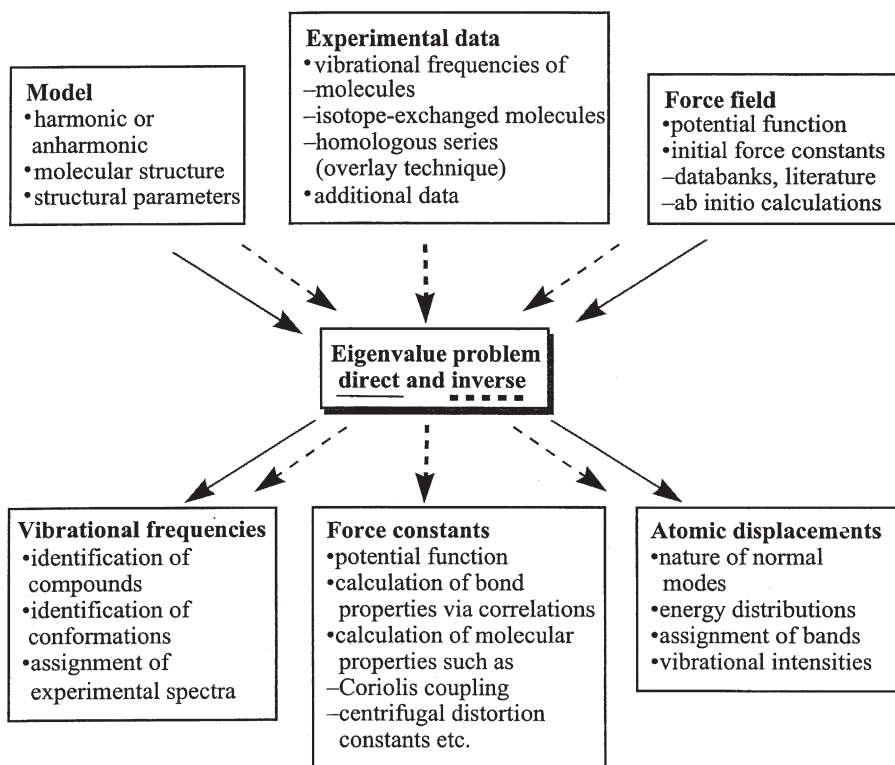 Model
•harmonic or
anharmonic
•molecular structure
•structural parameters
Experimental data
•vibrational frequencies of
–molecules
–isotope-exchanged molecules
–homologous series
(overlay technique)
•additional data
Force field
•potential function
•initial force constants
–databanks, literature
–ab initio calculations
Eigenvalue problem
direct and inverse
Vibrational frequencies
•identification of
compounds
•identification of
conformations
•assignment of
experimental spectra
Force constants
•potential function
•calculation of bond
properties via correlations
•calculation of molecular
properties such as
–Coriolis coupling
–centrifugal distortion
constants etc.
Atomic displacements
•nature of normal
modes
•energy distributions
•assignment of bands
•vibrational intensities